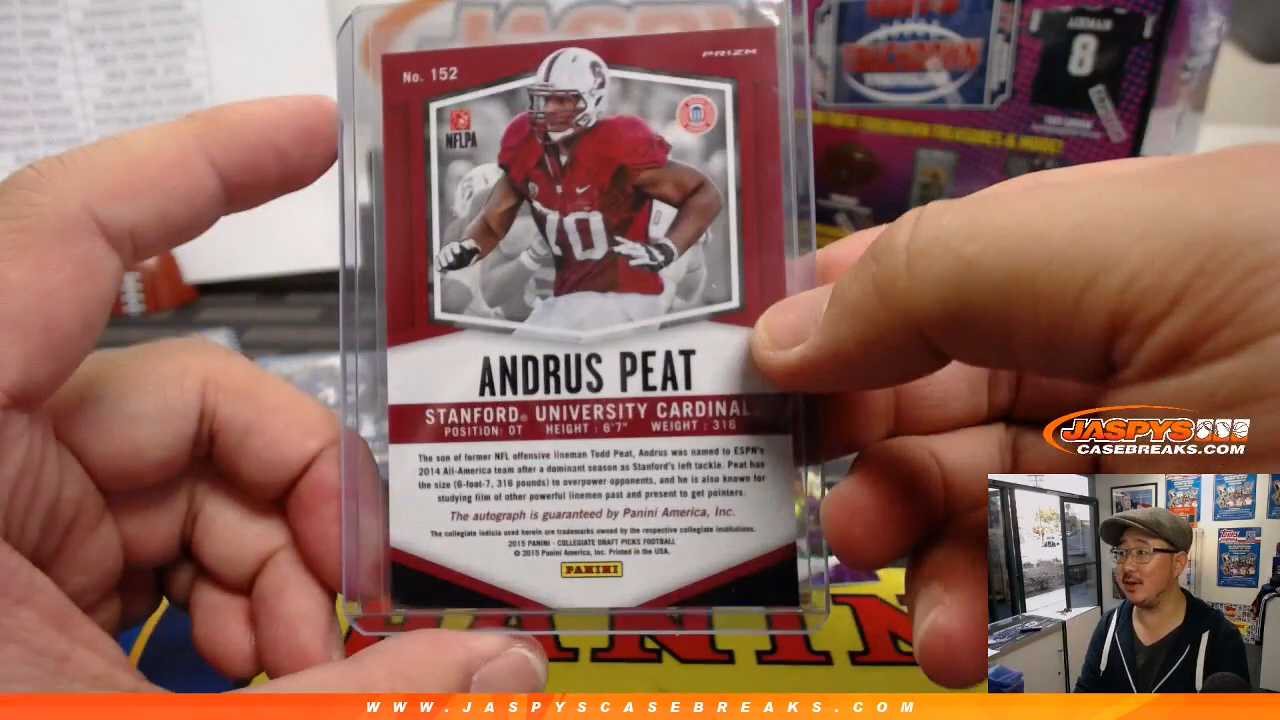 No. 152
PRIZM
NFLPA
70
ANDRUS PEAT
STANFORD® UNIVERSITY CARDINAL
POSITION: OT HEIGHT: 6'7" WEIGHT: 316
The son of former NFL offensive lineman Todd Peat, Andrus was named to ESPN's
2014 All-America team after a dominant season as Stanford's left tackle. Peat has
the size (6-foot-7, 316 pounds) to overpower opponents, and he is also known for
studying film of other powerful linemen past and present to get pointers.
The autograph is guaranteed by Panini America, Inc.
The collegiate indicia used herein are trademarks owned by the respective collegiate institutions.
2015 PANINI - COLLEGIATE DRAFT PICKS FOOTBALL
© 2015 Panini America, Inc. Printed in the USA.
PANINI
AIKMAN
8
PANINI
JASPYS
CASEBREAKS.COM
WWW.JASPYSCASEBREAKS.COM